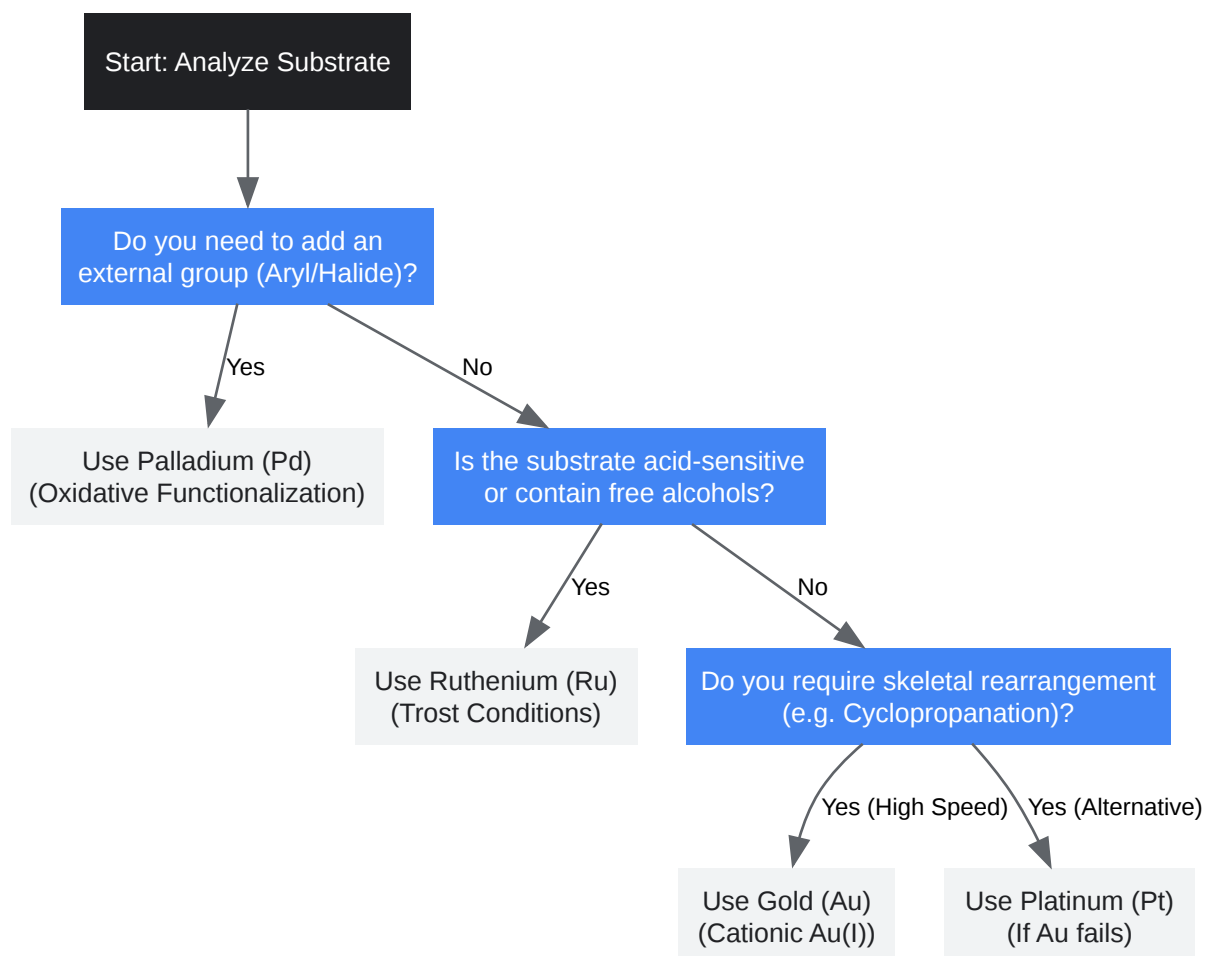 Start: Analyze Substrate
Do you need to add an
external group (Aryl/Halide)?
Yes
No
Use Palladium (Pd)
(Oxidative Functionalization)
Is the substrate acid-sensitive
or contain free alcohols?
Yes
No
Use Ruthenium (Ru)
(Trost Conditions)
Do you require skeletal rearrangement
(e.g. Cyclopropanation)?
Yes (High Speed)
Yes (Alternative)
Use Gold (Au)
(Cationic Au(I))
Use Platinum (Pt)
(If Au fails)